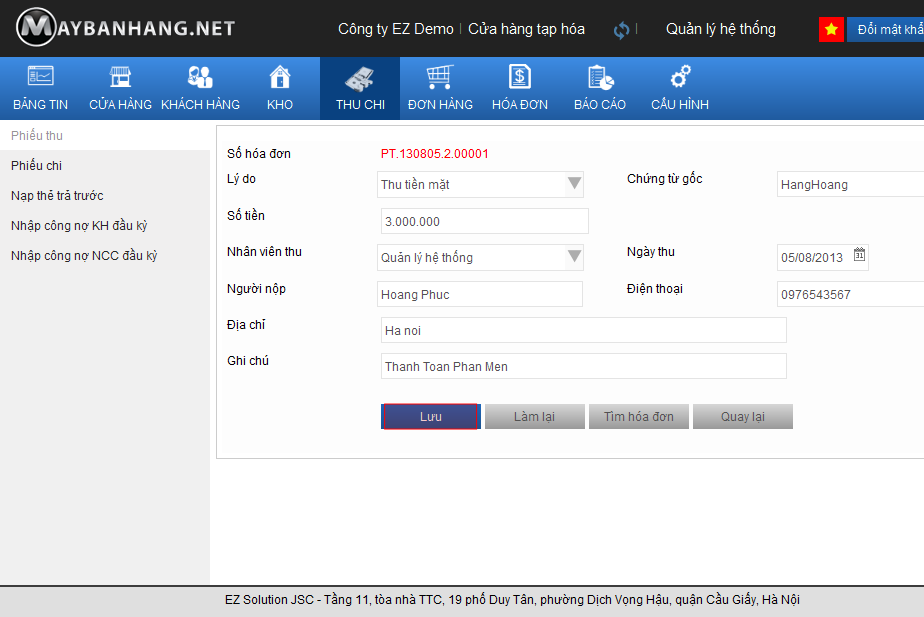 MAYBANHANG.NET
Công ty EZ Demo | Cửa hàng tạp hóa | Quản lý hệ thống Đổi mật khẩ
BẢNG TIN CỬA HÀNG KHÁCH HÀNG KHO THU CHI ĐƠN HÀNG HÓA ĐƠN BÁO CÁO CẤU HÌNH
Phiếu thu
Phiếu chi
Nạp thẻ trả trước
Nhập công nợ KH đầu kỳ
Nhập công nợ NCC đầu kỳ
Số hóa đơn PT.130805.2.00001
Lý do Thu tiền mặt Chứng từ gốc HangHoang
Số tiền 3.000.000
Nhân viên thu Quản lý hệ thống Ngày thu 05/08/2013 31
Người nộp Hoang Phuc Điện thoại 0976543567
Địa chỉ Ha noi
Ghi chú Thanh Toan Phan Men
Lưu Làm lại Tìm hóa đơn Quay lại
EZ Solution JSC - Tầng 11, tòa nhà TTC, 19 phố Duy Tân, phường Dịch Vọng Hậu, quận Cầu Giấy, Hà Nội